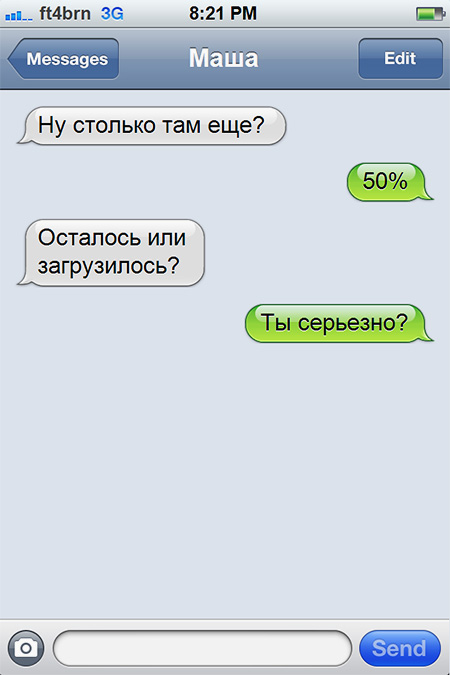 ft4brn 3G 8:21 PM
Messages Маша Edit
Ну столько там еще?
50%
Осталось или
загрузилось?
Ты серьезно?
Send